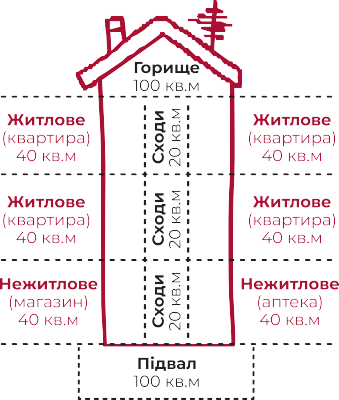 Горище
100 кв.м
Житлове
(квартира)
40 кв.м
Сходи
20 кв.м
Житлове
(квартира)
40 кв.м
Житлове
(квартира)
40 кв.м
Сходи
20 кв.м
Житлове
(квартира)
40 кв.м
Нежитлове
(магазин)
40 кв.м
Сходи
20 кв.м
Нежитлове
(аптека)
40 кв.м
Підвал
100 кв.м